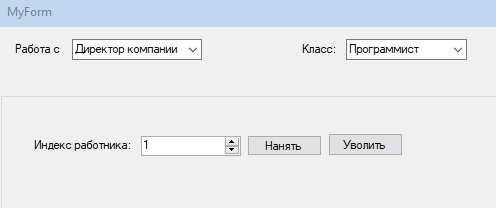 MyForm
Работа с Директор компании Класс: Программист
Индекс работника: 1 Нанять Уволить